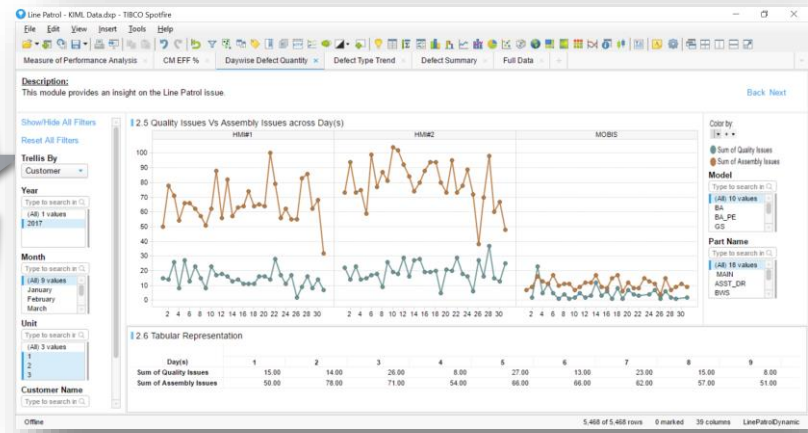 Line Patrol - KIML Data.dxp - TIBCO Spotfire
File Edit View Insert Tools Help
Measure of Performance Analysis CM EFF % Daywise Defect Quantity × Defect Type Trend Defect Summary Full Data +
Description:
This module provides an insight on the Line Patrol Issue.
Back Next
Show/Hide All Filters
Reset All Filters
Trellis By
Customer
Year
Type to search in
(All) 1 values
2017
Month
Type to search in
(All) 9 values
January
February
March
Unit
Type to search in
(All) 3 values
1
2
3
Customer Name
Type to search in
2.5 Quality Issues Vs Assembly Issues across Day(s)
HMI#1 HMI#2 MOBIS
100
90
80
70
60
50
40
30
20
10
0
2 4 6 8 10 12 14 16 18 20 22 24 26 28 30 2 4 6 8 10 12 14 16 18 20 22 24 26 28 30 2 4 6 8 10 12 14 16 18 20 22 24 26 28 30
Color by:
Sum of Quality Issues
Sum of Assembly Issues
Model
Type to search in
(All) 10 values
BA
BA_PE
GS
Part Name
Type to search in
(All) 18 values
MAIN
ASST_DR
BWS
2.6 Tabular Representation
Day(s) 1 2 3 4 5 6 7 8 9
Sum of Quality Issues 15.00 14.00 26.00 8.00 27.00 13.00 23.00 15.00 8.00
Sum of Assembly Issues 50.00 78.00 71.00 54.00 66.00 66.00 62.00 57.00 51.00
Offline 5,468 of 5,468 rows 0 marked 39 columns LinePatrolDynamic